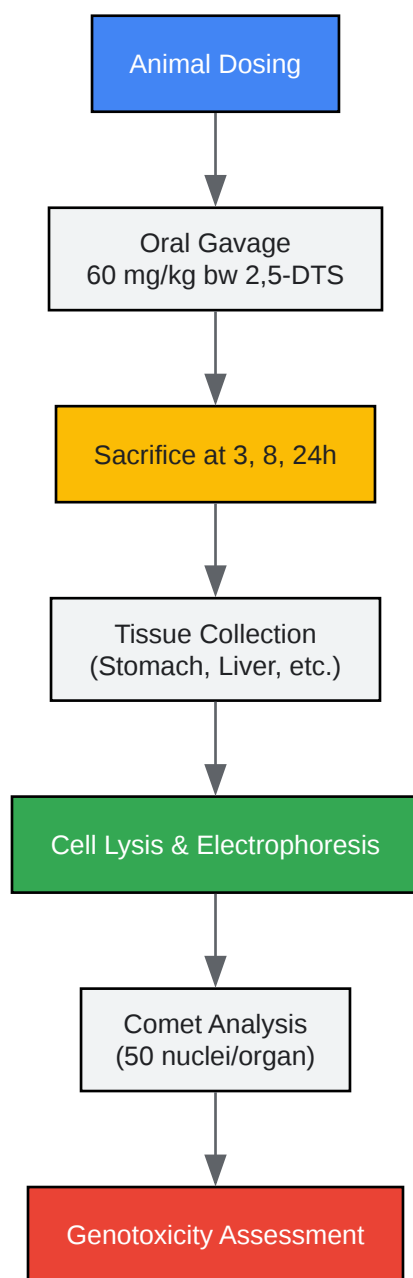 Animal Dosing
Oral Gavage
60 mg/kg bw 2,5-DTS
Sacrifice at 3, 8, 24h
Tissue Collection
(Stomach, Liver, etc.)
Cell Lysis & Electrophoresis
Comet Analysis
(50 nuclei/organ)
Genotoxicity Assessment